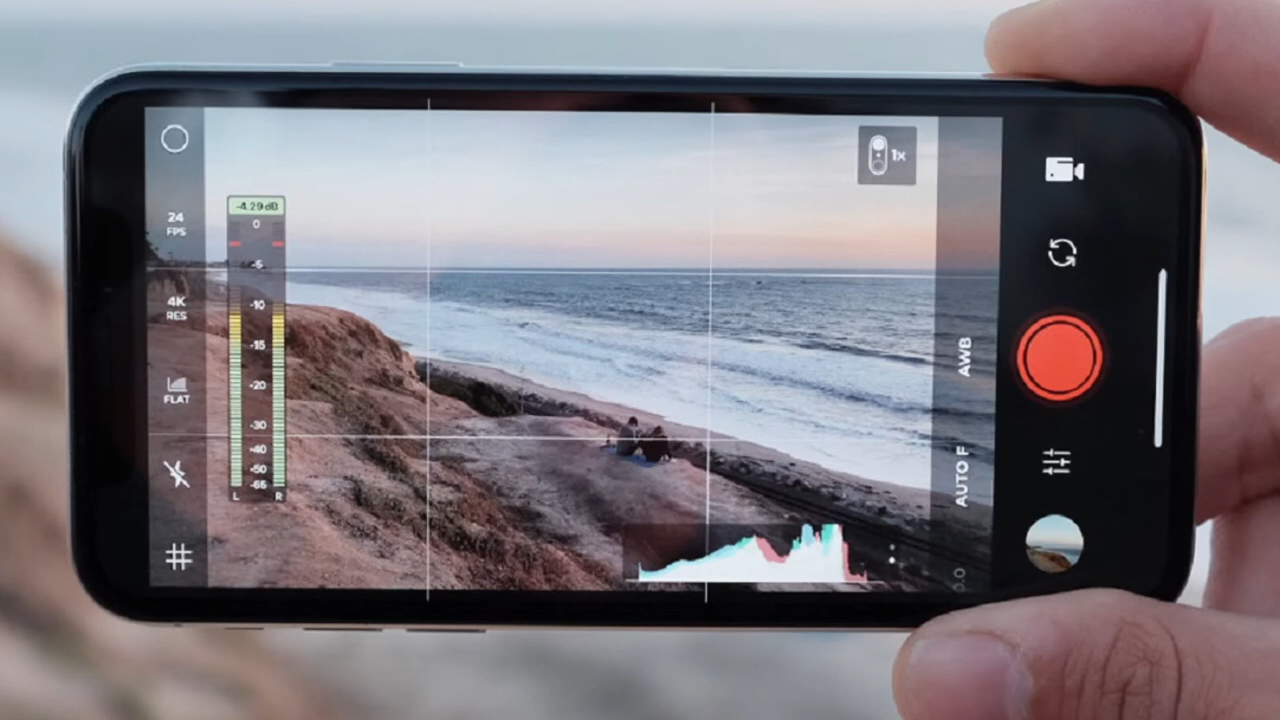 24
FPS
4K
RES
FLAT
-4.29 dB
0
-5
-10
-15
-20
-30
-40
-50
-65
L R
1x
AWB
AUTO F